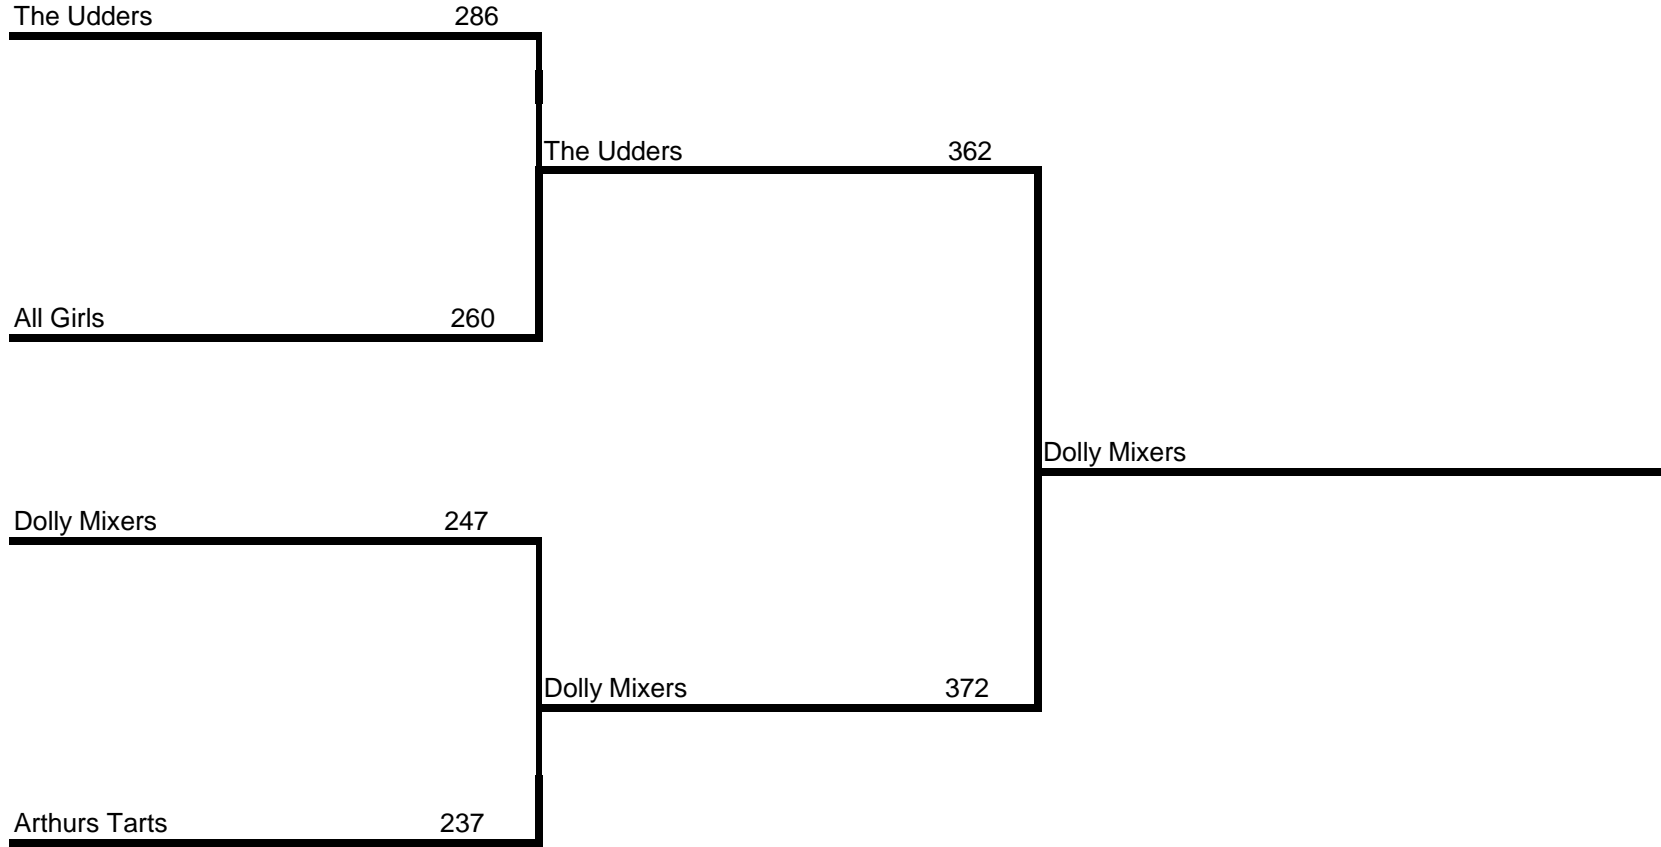 The Udders 286
The Udders 362
All Girls 260
Dolly Mixers
Dolly Mixers 247
Dolly Mixers 372
Arthurs Tarts 237